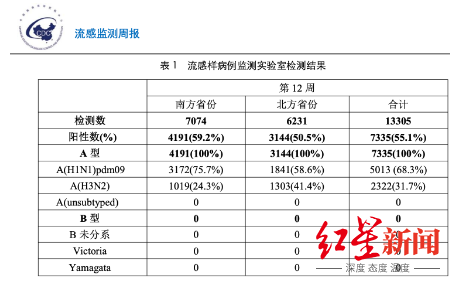 CDC
流感监测周报
表1 流感样病例监测实验室检测结果
第12周
南方省份 北方省份 合计
检测数 7074 6231 13305
阳性数(%) 4191(59.2%) 3144(50.5%) 7335(55.1%)
A 型 4191(100%) 3144(100%) 7335(100%)
A(H1N1)pdm09 3172(75.7%) 1841(58.6%) 5013 (68.3%)
A(H3N2) 1019(24.3%) 1303(41.4%) 2322(31.7%)
A(unsubtyped) 0 0 0
B 型 0 0 0
B 未分系 0 0 0
Victoria 0 0 0
Yamagata 0 0 0
红星新闻
深度 态度 温度